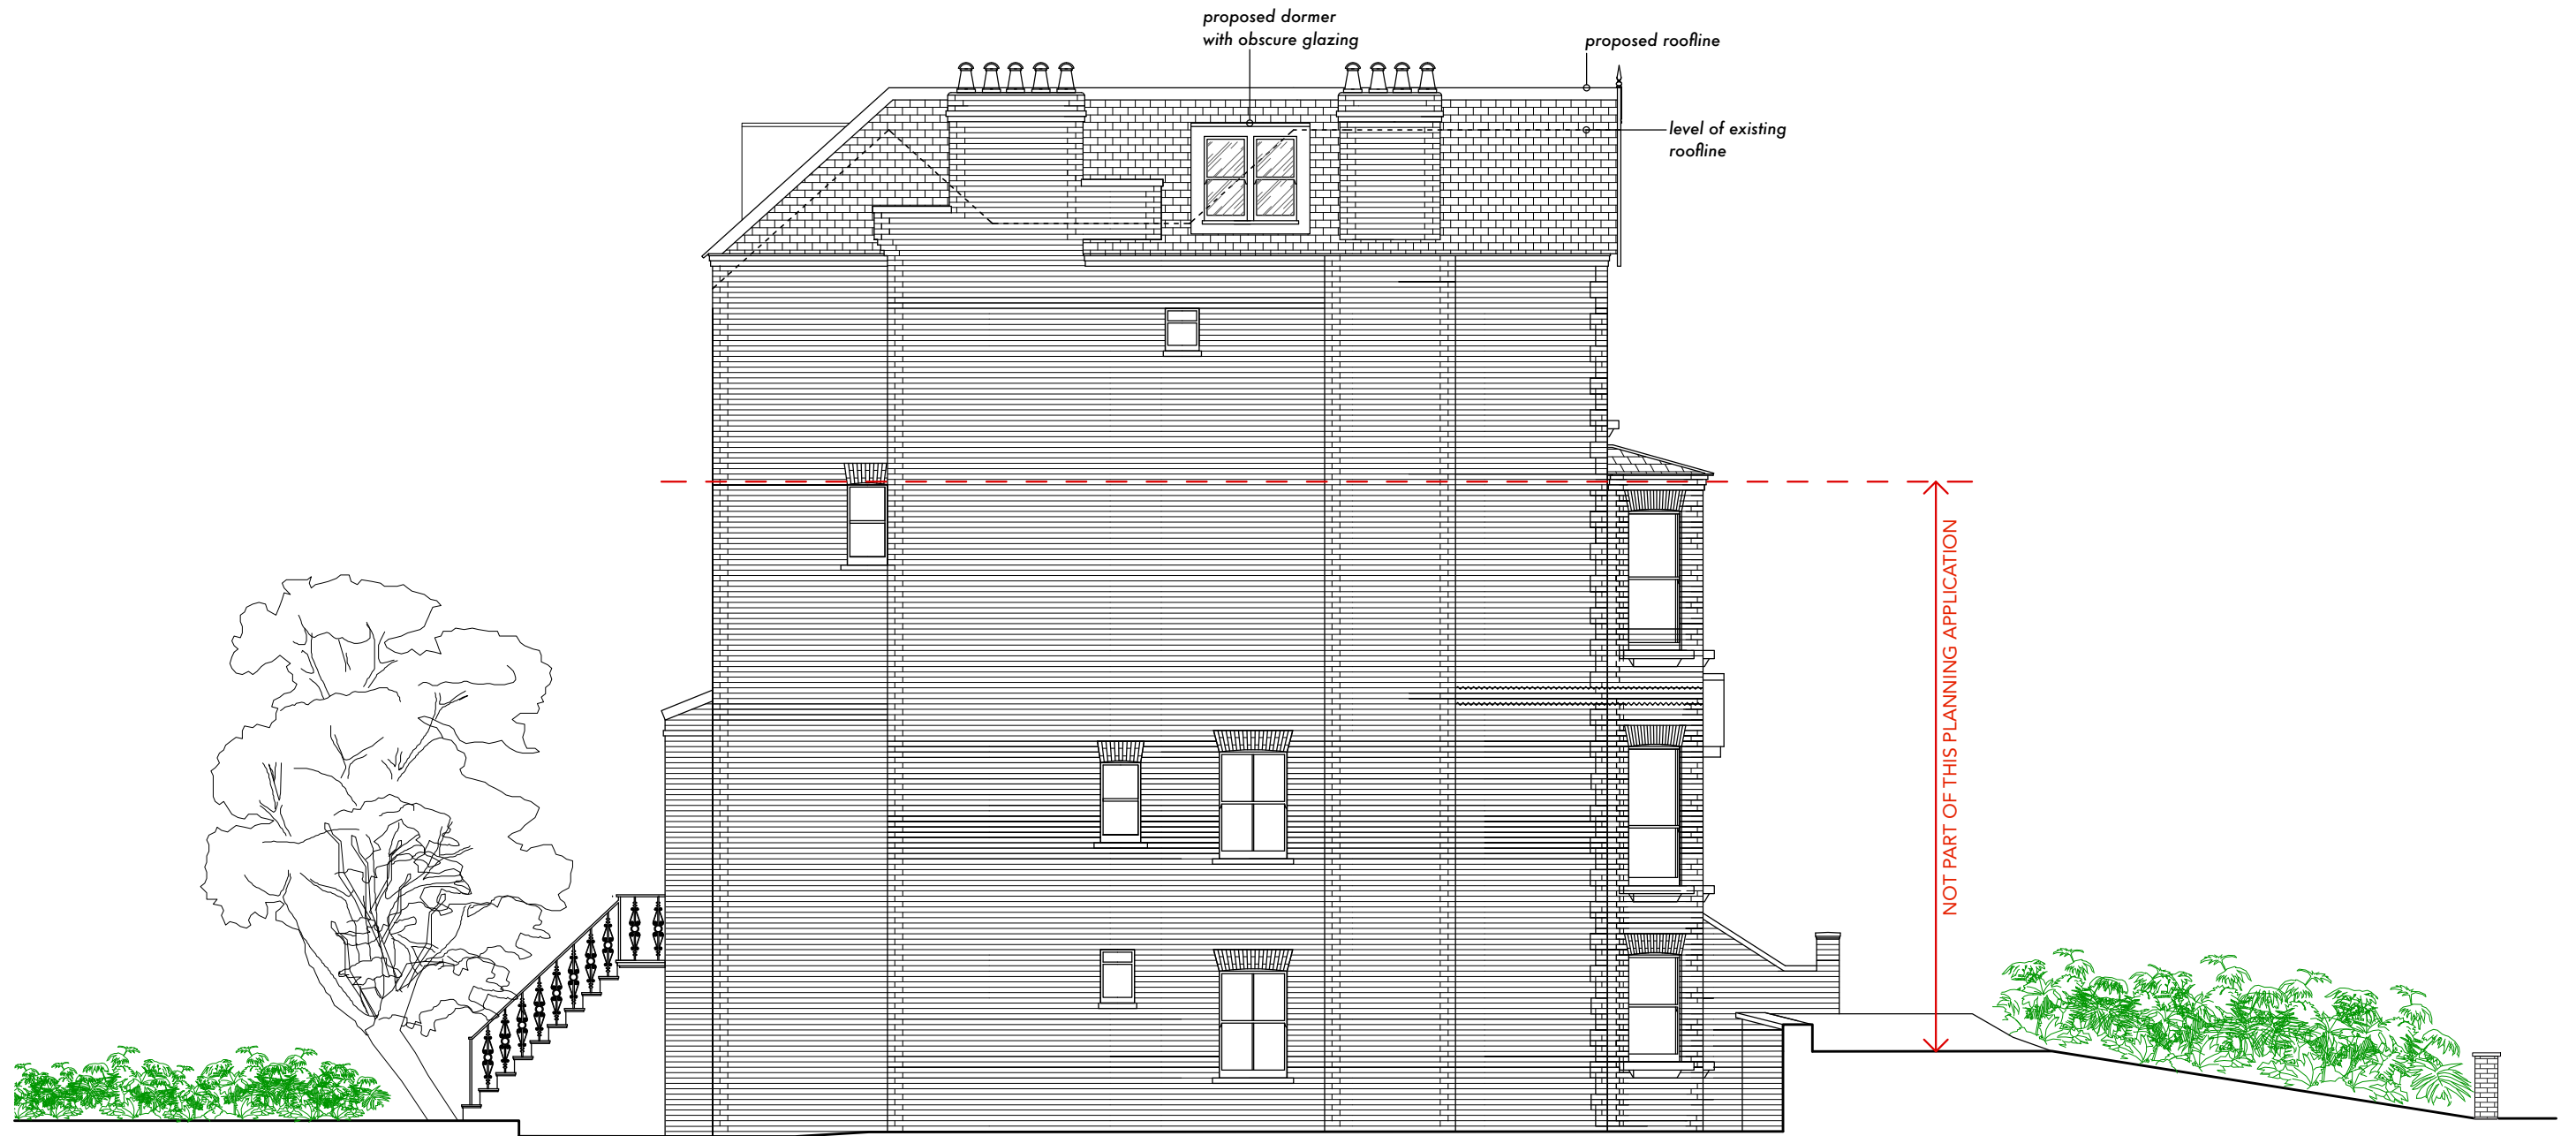 proposed dormer
with obscure glazing
proposed roofline
level of existing
roofline
NOT PART OF THIS PLANNING APPLICATION